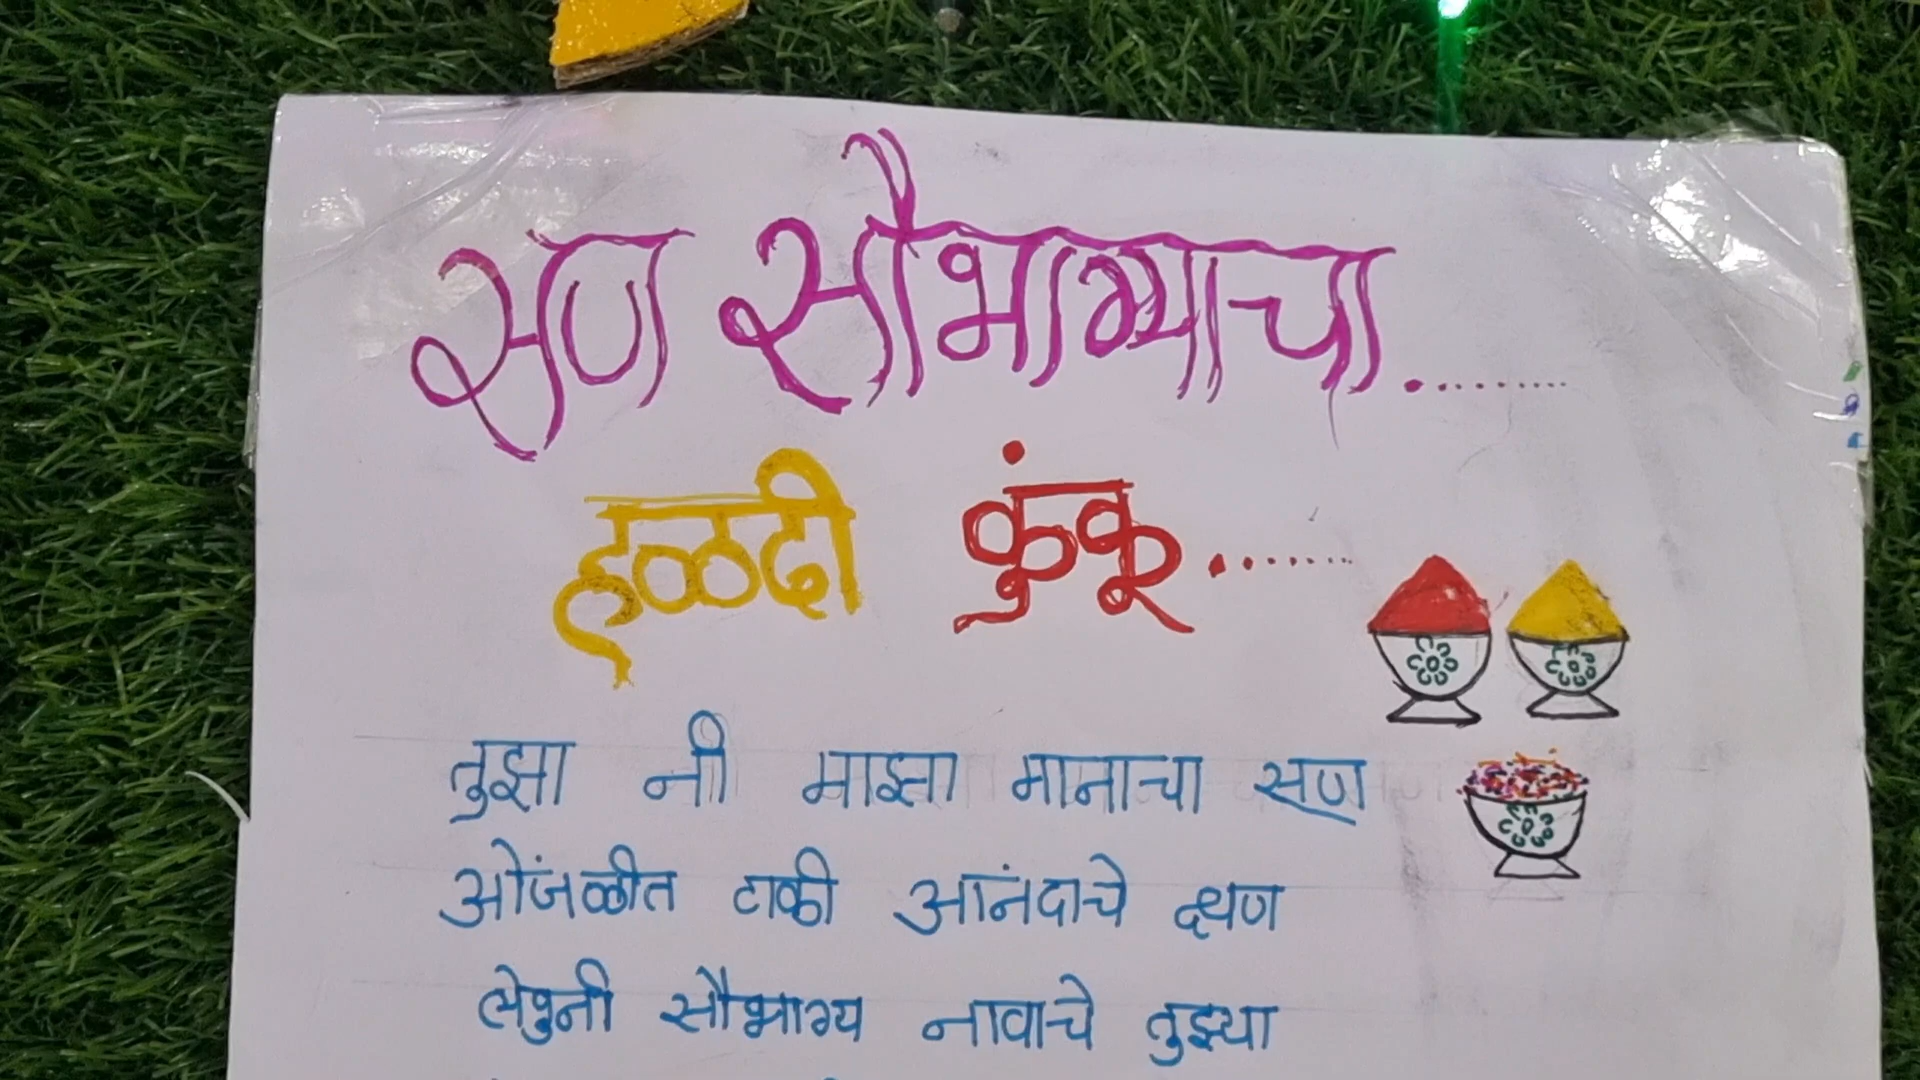 सण सौभाग्याचा.........
हळदी कुंकू.......
तुझा नी माझा मानाचा सण
ओंजळीत टाकी आनंदाचे क्षण
लेवुनी सौभाग्य नावाचे तुझ्या